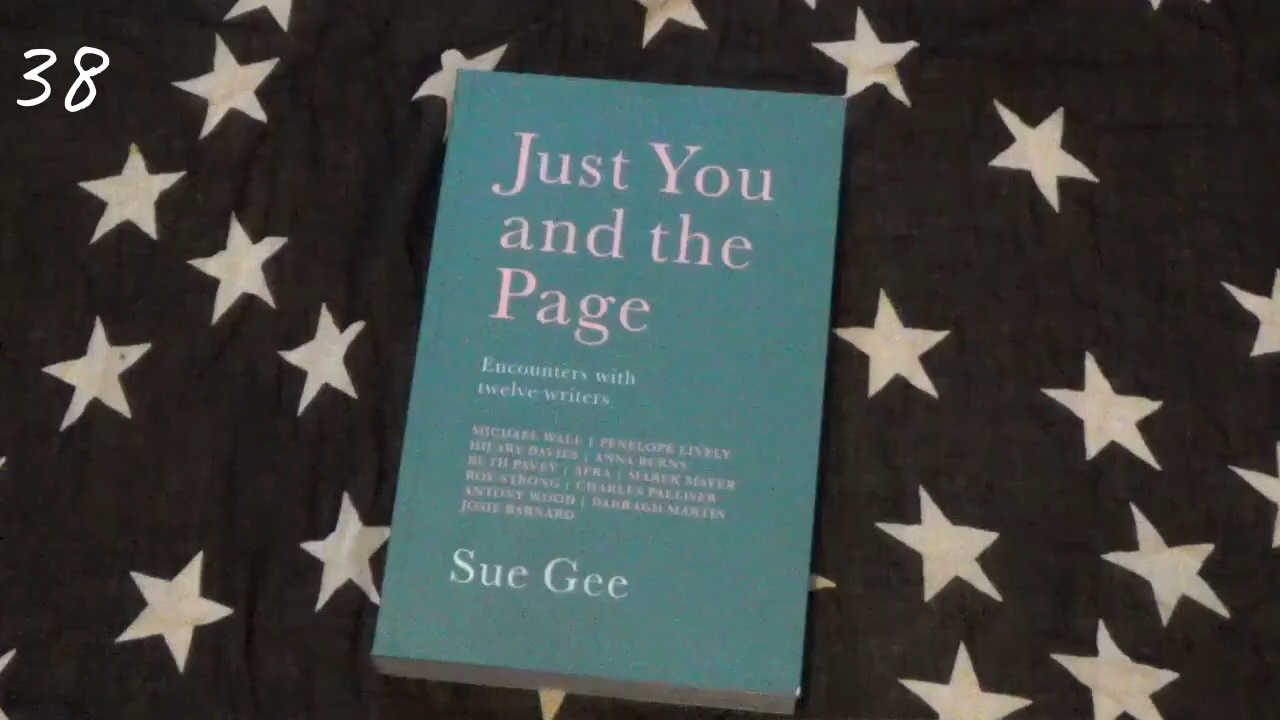 38
Just You
and the
Page
Encounters with
twelve writers
MICHAEL WALL | PENELOPE LIVELY
HILARY DAVIES | ANNA BURNS
RUTH PAVEY | AFRA | MAREK MAYER
ROY STRONG | CHARLES PALLISER
ANTONY WOOD | DARRAGH MARTIN
JOSIE BARNARD
Sue Gee